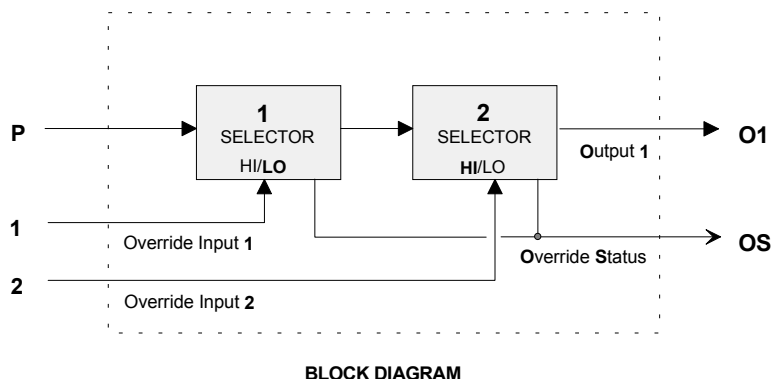 1
SELECTOR
HI/LO
2
SELECTOR
HI/LO
P
O1
Output 1
1
Override Input 1
OS
Override Status
2
Override Input 2
BLOCK DIAGRAM